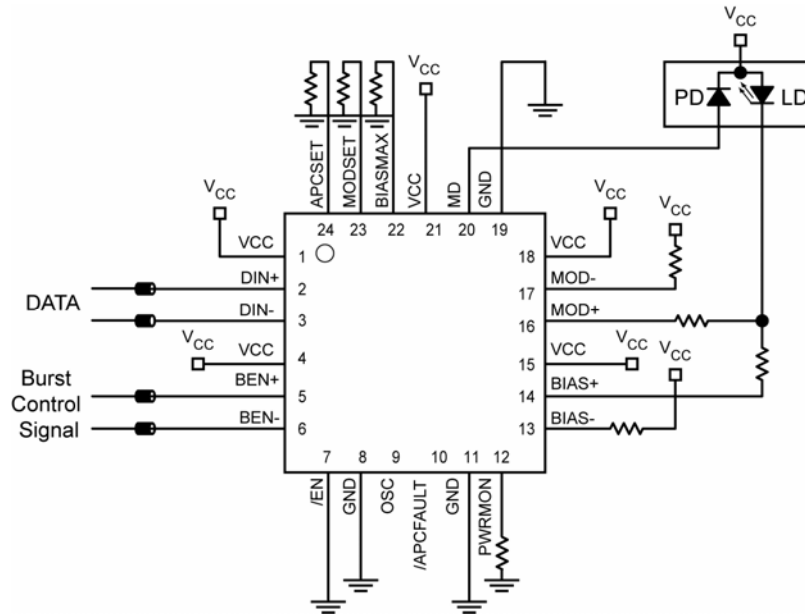 VCC
VCC
PD
LD
APCSET
MODSET
BIASMAX
VCC
MD
GND
24
23
22
21
20
19
VCC
VCC
1
DIN+
2
DATA
DIN-
3
VCC
VCC
4
Burst
Control
Signal
BEN+
5
BEN-
6
VCC
VCC
18
VCC
MOD-
17
MOD+
16
VCC
VCC
15
VCC
BIAS+
14
BIAS-
13
7
8
9
10
11
12
/EN
GND
OSC
/APCFAULT
GND
PWRMON